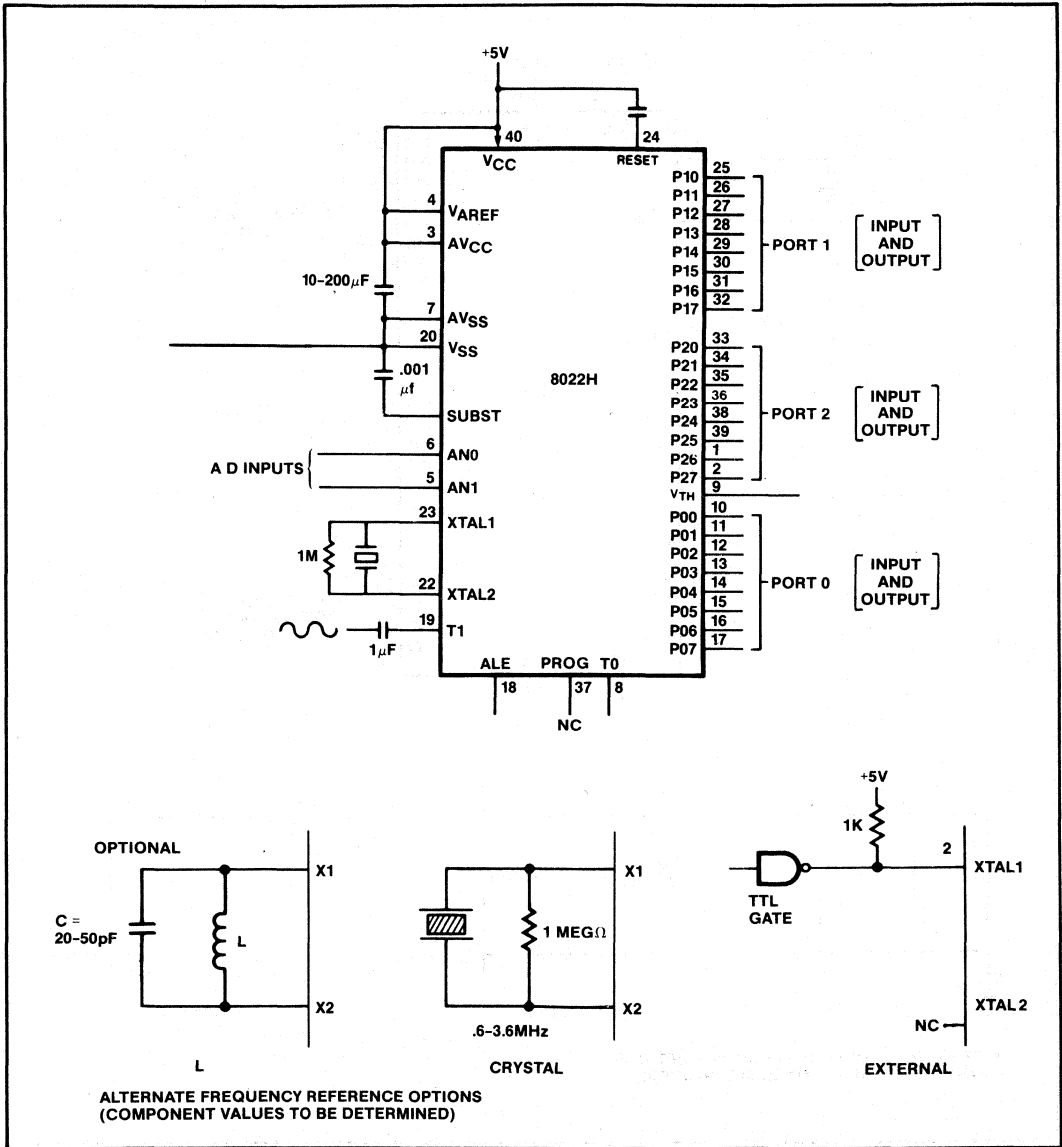 +5V
40
24
VCC
RESET
4
VAREF
3
AVCC
10–200μF
7
AVSS
20
VSS
.001
μf
SUBST
6
AN0
A D INPUTS
5
AN1
23
XTAL1
1M
22
XTAL2
19
T1
1μF
8022H
ALE
PROG
T0
18
37
8
NC
P10
25
P11
26
P12
27
P13
28
P14
29
P15
30
P16
31
P17
32
PORT 1
INPUT
AND
OUTPUT
P20
33
P21
34
P22
35
P23
36
P24
38
P25
39
P26
1
P27
2
PORT 2
INPUT
AND
OUTPUT
VTH
9
P00
10
P01
11
P02
12
P03
13
P04
14
P05
15
P06
16
P07
17
PORT 0
INPUT
AND
OUTPUT
OPTIONAL
X1
C =
20–50pF
L
X2
L
X1
1 MEGΩ
X2
.6–3.6MHz
CRYSTAL
+5V
1K
2
XTAL1
TTL
GATE
XTAL2
NC
EXTERNAL
ALTERNATE FREQUENCY REFERENCE OPTIONS
(COMPONENT VALUES TO BE DETERMINED)